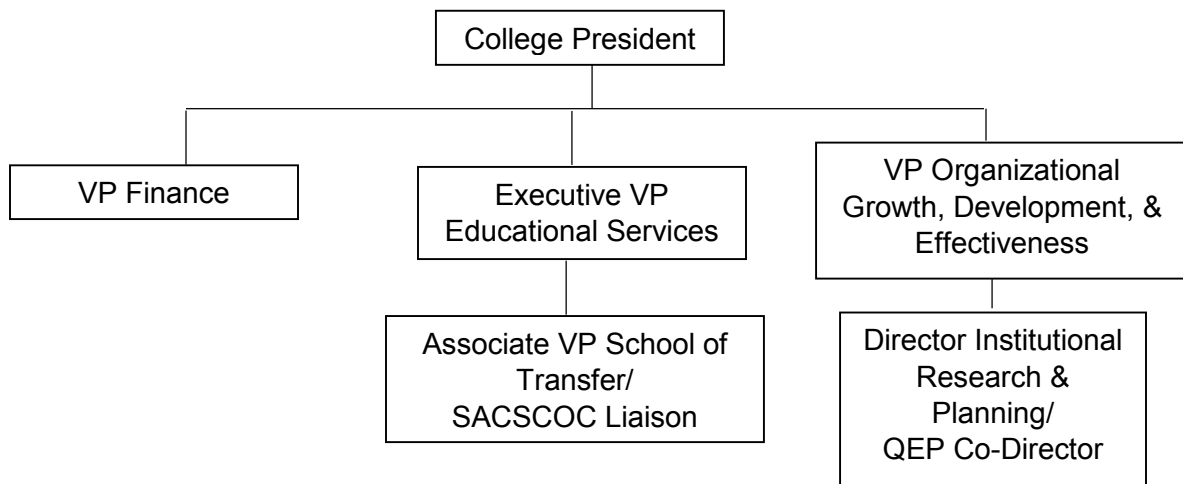 College President
VP Finance
Executive VP
Educational Services
VP Organizational
Growth, Development, &
Effectiveness
Associate VP School of
Transfer/
SACSCOC Liaison
Director Institutional
Research &
Planning/
QEP Co-Director